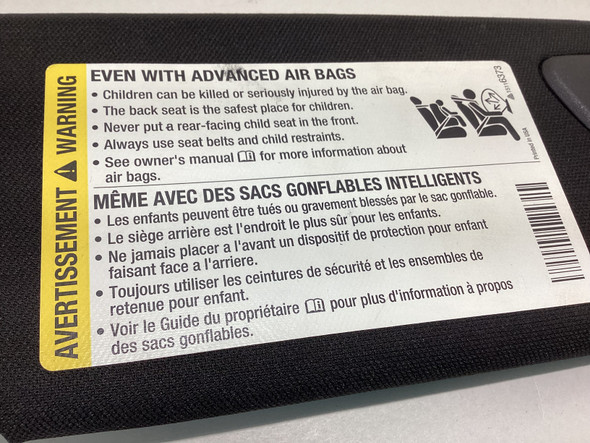 AVERTISSEMENT WARNING
EVEN WITH ADVANCED AIR BAGS
• Children can be killed or seriously injured by the air bag.
• The back seat is the safest place for children.
• Never put a rear-facing child seat in the front.
• Always use seat belts and child restraints.
• See owner's manual for more information about
air bags.
Printed in USA
MÊME AVEC DES SACS GONFLABLES INTELLIGENTS
• Les enfants peuvent être tués ou gravement blessés par le sac gonflable.
• Le siège arrière est l'endroit le plus sûr pour les enfants.
• Ne jamais placer a l'avant un dispositif de protection pour enfant
faisant face a l'arriere.
• Toujours utiliser les ceintures de sécurité et les ensembles de
retenue pour enfant.
• Voir le Guide du propriétaire pour plus d'information à propos
des sacs gonflables.